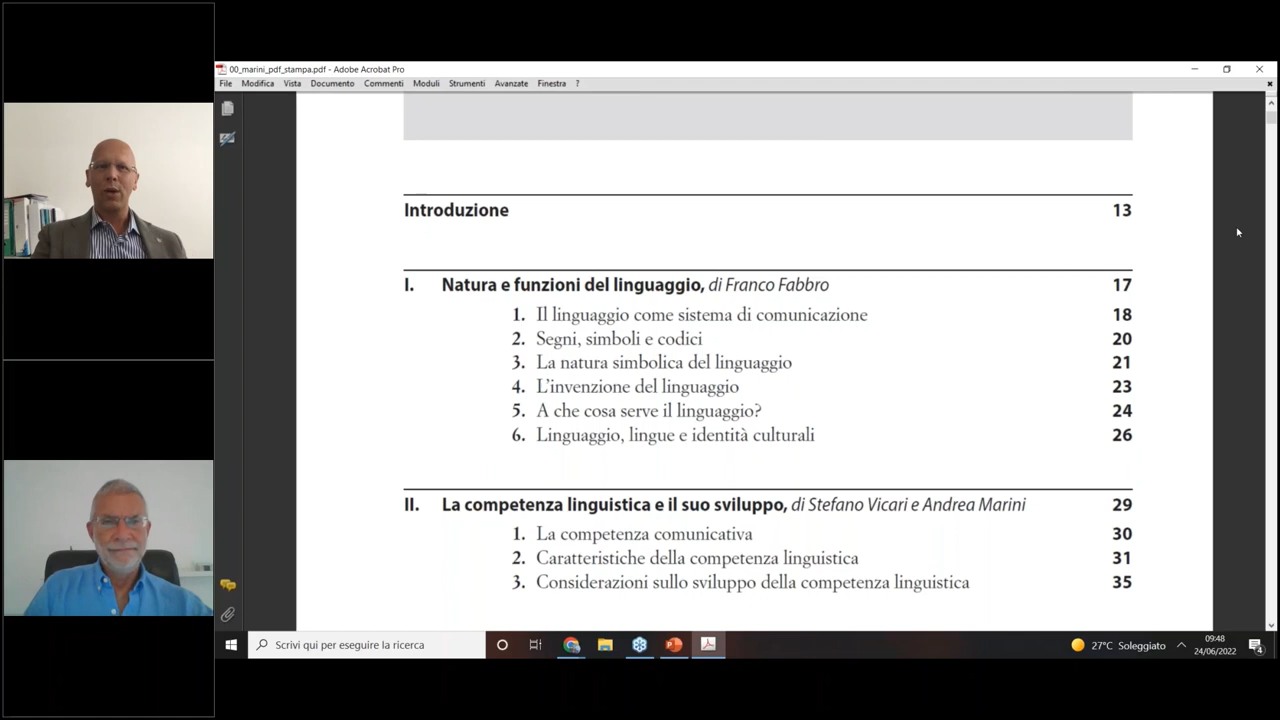 00_marini_pdf_stampa.pdf - Adobe Acrobat Pro
File Modifica Vista Documento Commenti Moduli Strumenti Avanzate Finestra ?
Introduzione 13
I. Natura e funzioni del linguaggio, di Franco Fabbro 17
1. Il linguaggio come sistema di comunicazione 18
2. Segni, simboli e codici 20
3. La natura simbolica del linguaggio 21
4. L’invenzione del linguaggio 23
5. A che cosa serve il linguaggio? 24
6. Linguaggio, lingue e identità culturali 26
II. La competenza linguistica e il suo sviluppo, di Stefano Vicari e Andrea Marini 29
1. La competenza comunicativa 30
2. Caratteristiche della competenza linguistica 31
3. Considerazioni sullo sviluppo della competenza linguistica 35
Scrivi qui per eseguire la ricerca
27°C Soleggiato
09:48
24/06/2022
4